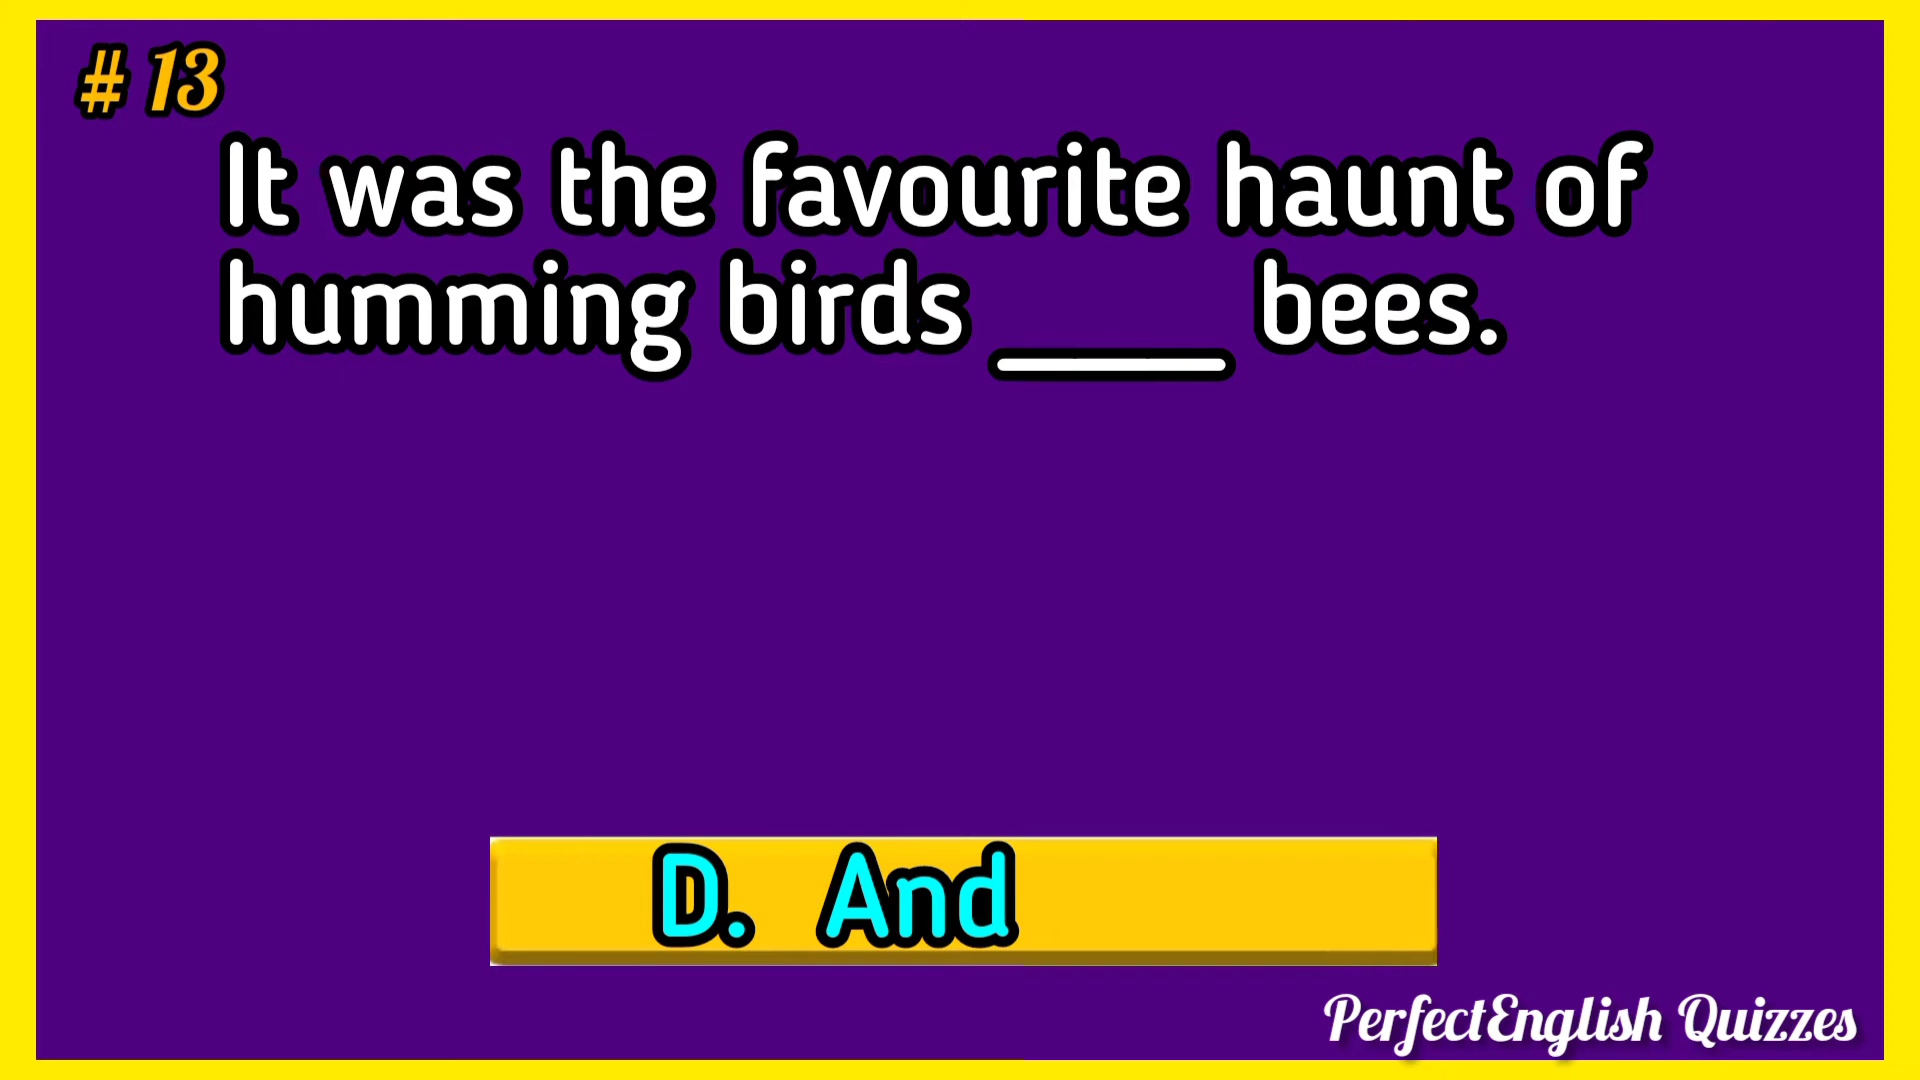 # 13
It was the favourite haunt of
humming birds ____ bees.
D. And
PerfectEnglish Quizzes